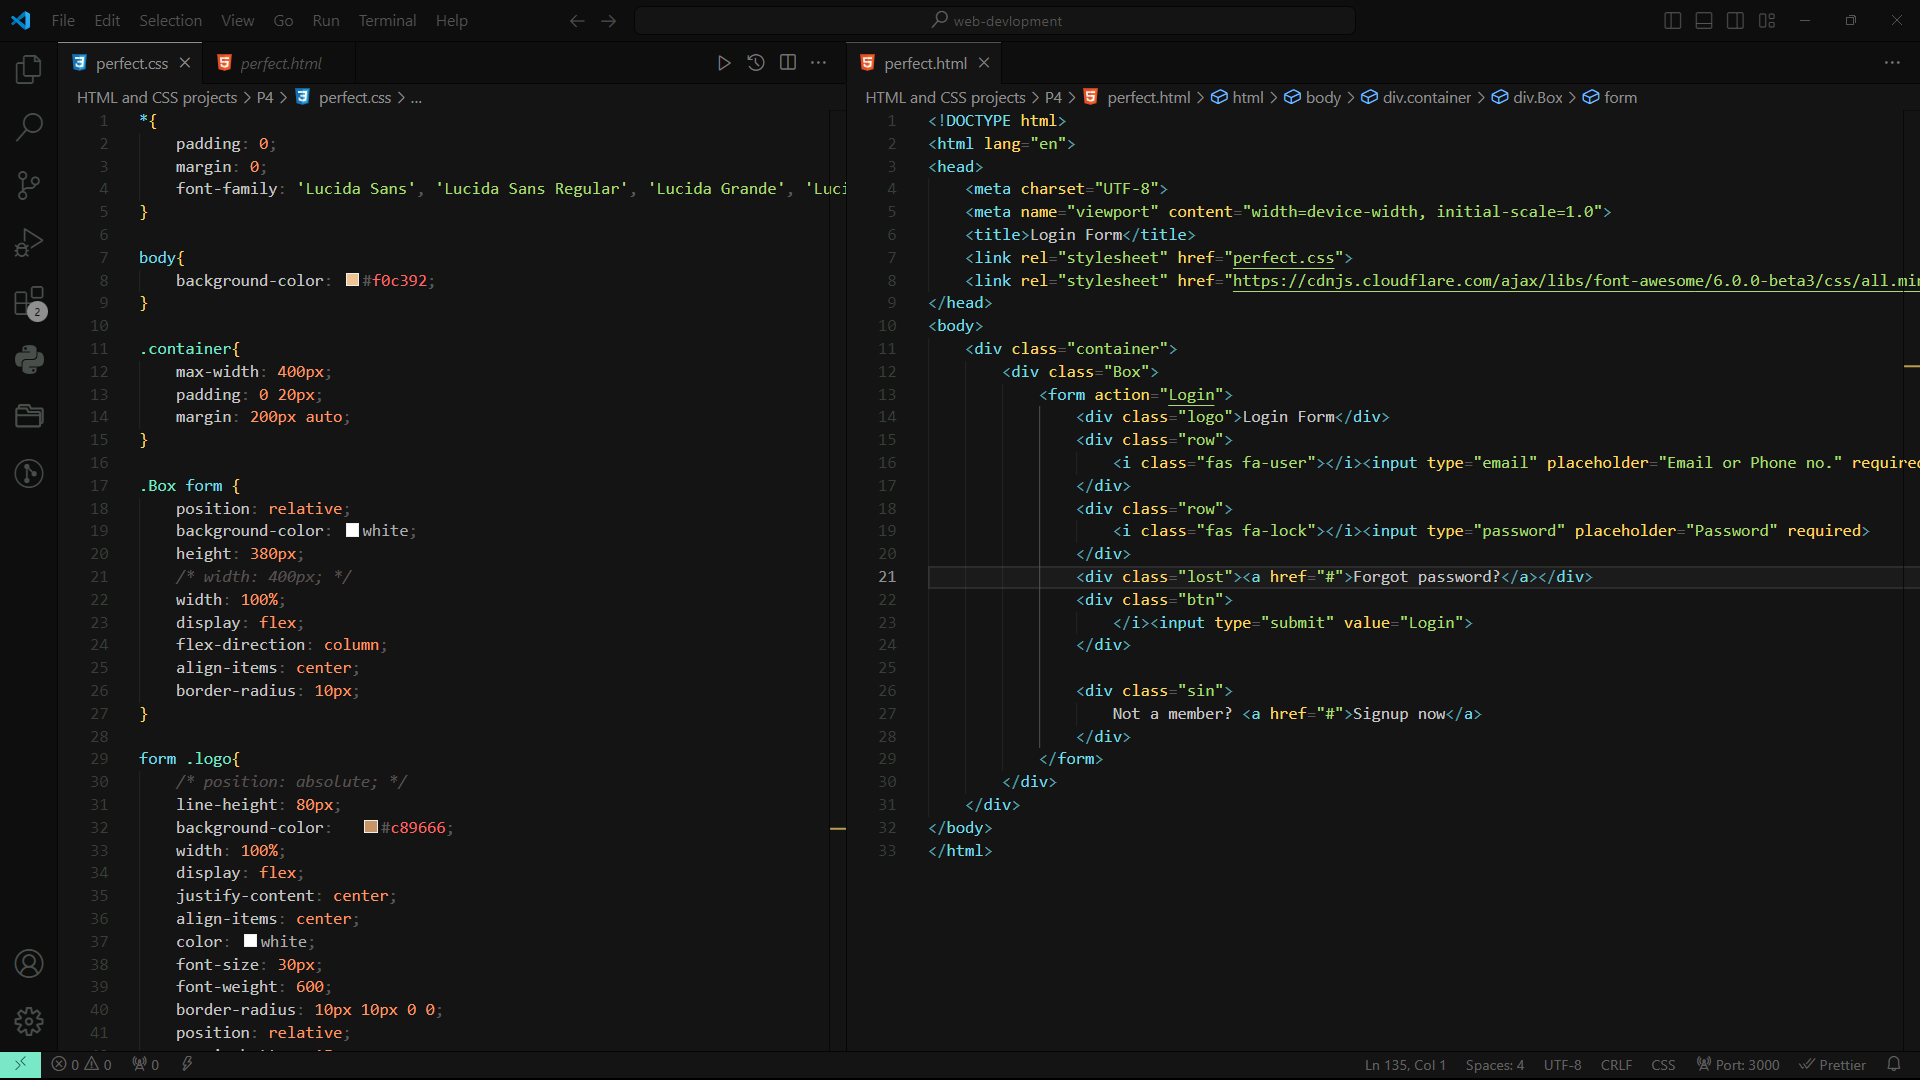 File Edit Selection View Go Run Terminal Help
web-devlopment
perfect.css
perfect.html
HTML and CSS projects > P4 > perfect.css > ...
1 *{
2 padding: 0;
3 margin: 0;
4 font-family: 'Lucida Sans', 'Lucida Sans Regular', 'Lucida Grande', 'Luci
5 }
6
7 body{
8 background-color: #f0c392;
9 }
10
11 .container{
12 max-width: 400px;
13 padding: 0 20px;
14 margin: 200px auto;
15 }
16
17 .Box form {
18 position: relative;
19 background-color: white;
20 height: 380px;
21 /* width: 400px; */
22 width: 100%;
23 display: flex;
24 flex-direction: column;
25 align-items: center;
26 border-radius: 10px;
27 }
28
29 form .logo{
30 /* position: absolute; */
31 line-height: 80px;
32 background-color: #c89666;
33 width: 100%;
34 display: flex;
35 justify-content: center;
36 align-items: center;
37 color: white;
38 font-size: 30px;
39 font-weight: 600;
40 border-radius: 10px 10px 0 0;
41 position: relative;
perfect.html
HTML and CSS projects > P4 > perfect.html > html > body > div.container > div.Box > form
1 <!DOCTYPE html>
2 <html lang="en">
3 <head>
4 <meta charset="UTF-8">
5 <meta name="viewport" content="width=device-width, initial-scale=1.0">
6 <title>Login Form</title>
7 <link rel="stylesheet" href="perfect.css">
8 <link rel="stylesheet" href="https://cdnjs.cloudflare.com/ajax/libs/font-awesome/6.0.0-beta3/css/all.min
9 </head>
10 <body>
11 <div class="container">
12 <div class="Box">
13 <form action="Login">
14 <div class="logo">Login Form</div>
15 <div class="row">
16 <i class="fas fa-user"></i><input type="email" placeholder="Email or Phone no." required
17 </div>
18 <div class="row">
19 <i class="fas fa-lock"></i><input type="password" placeholder="Password" required>
20 </div>
21 <div class="lost"><a href="#">Forgot password?</a></div>
22 <div class="btn">
23 </i><input type="submit" value="Login">
24 </div>
25
26 <div class="sin">
27 Not a member? <a href="#">Signup now</a>
28 </div>
29 </form>
30 </div>
31 </div>
32 </body>
33 </html>
2
0 0 0
Ln 135, Col 1 Spaces: 4 UTF-8 CRLF CSS Port: 3000 Prettier